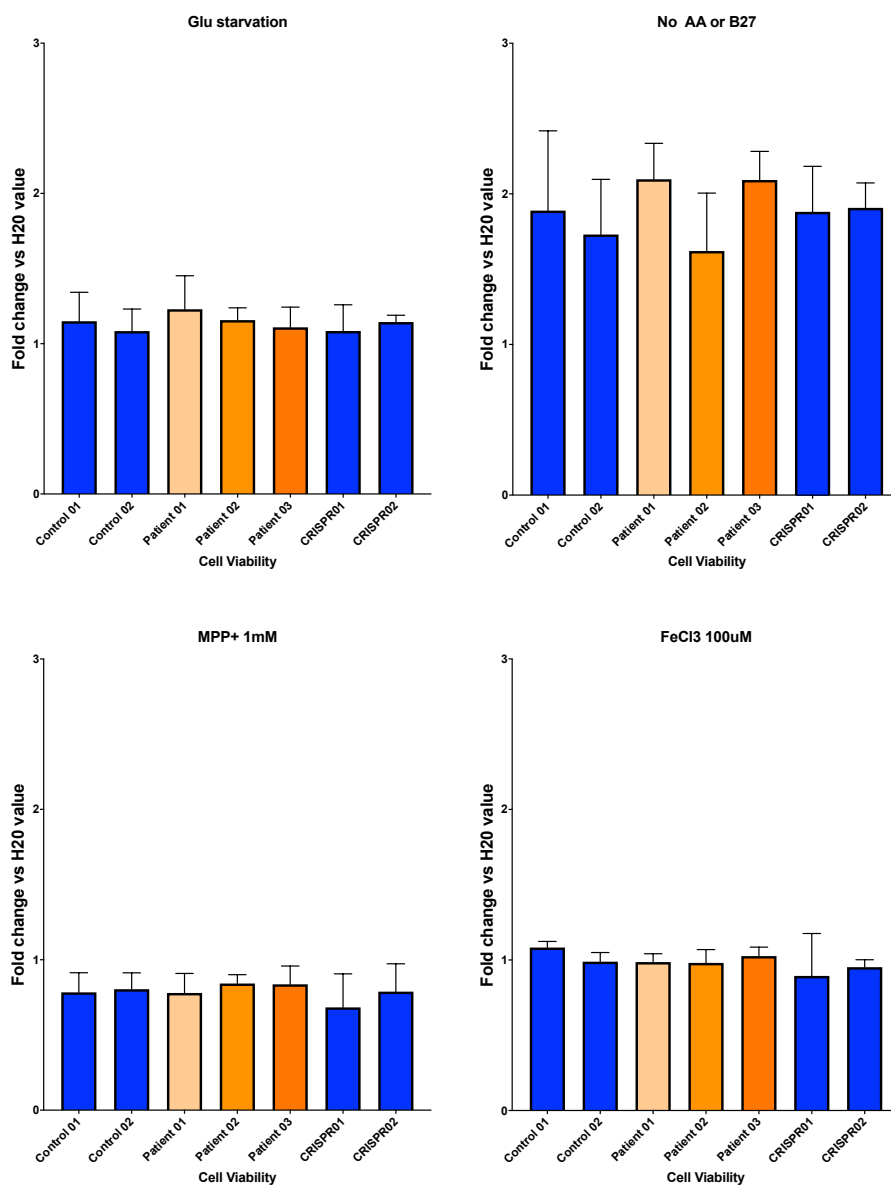 Glu starvation
Fold change vs H20 value
3
2
1
0
Control 01
Control 02
Patient 01
Patient 02
Patient 03
CRISPR01
CRISPR02
Cell Viability
No AA or B27
Fold change vs H20 value
3
2
1
0
Control 01
Control 02
Patient 01
Patient 02
Patient 03
CRISPR01
CRISPR02
Cell Viability
MPP+ 1mM
Fold change vs H20 value
3
2
1
0
Control 01
Control 02
Patient 01
Patient 02
Patient 03
CRISPR01
CRISPR02
Cell Viability
FeCl3 100uM
Fold change vs H20 value
3
2
1
0
Control 01
Control 02
Patient 01
Patient 02
Patient 03
CRISPR01
CRISPR02
Cell Viability